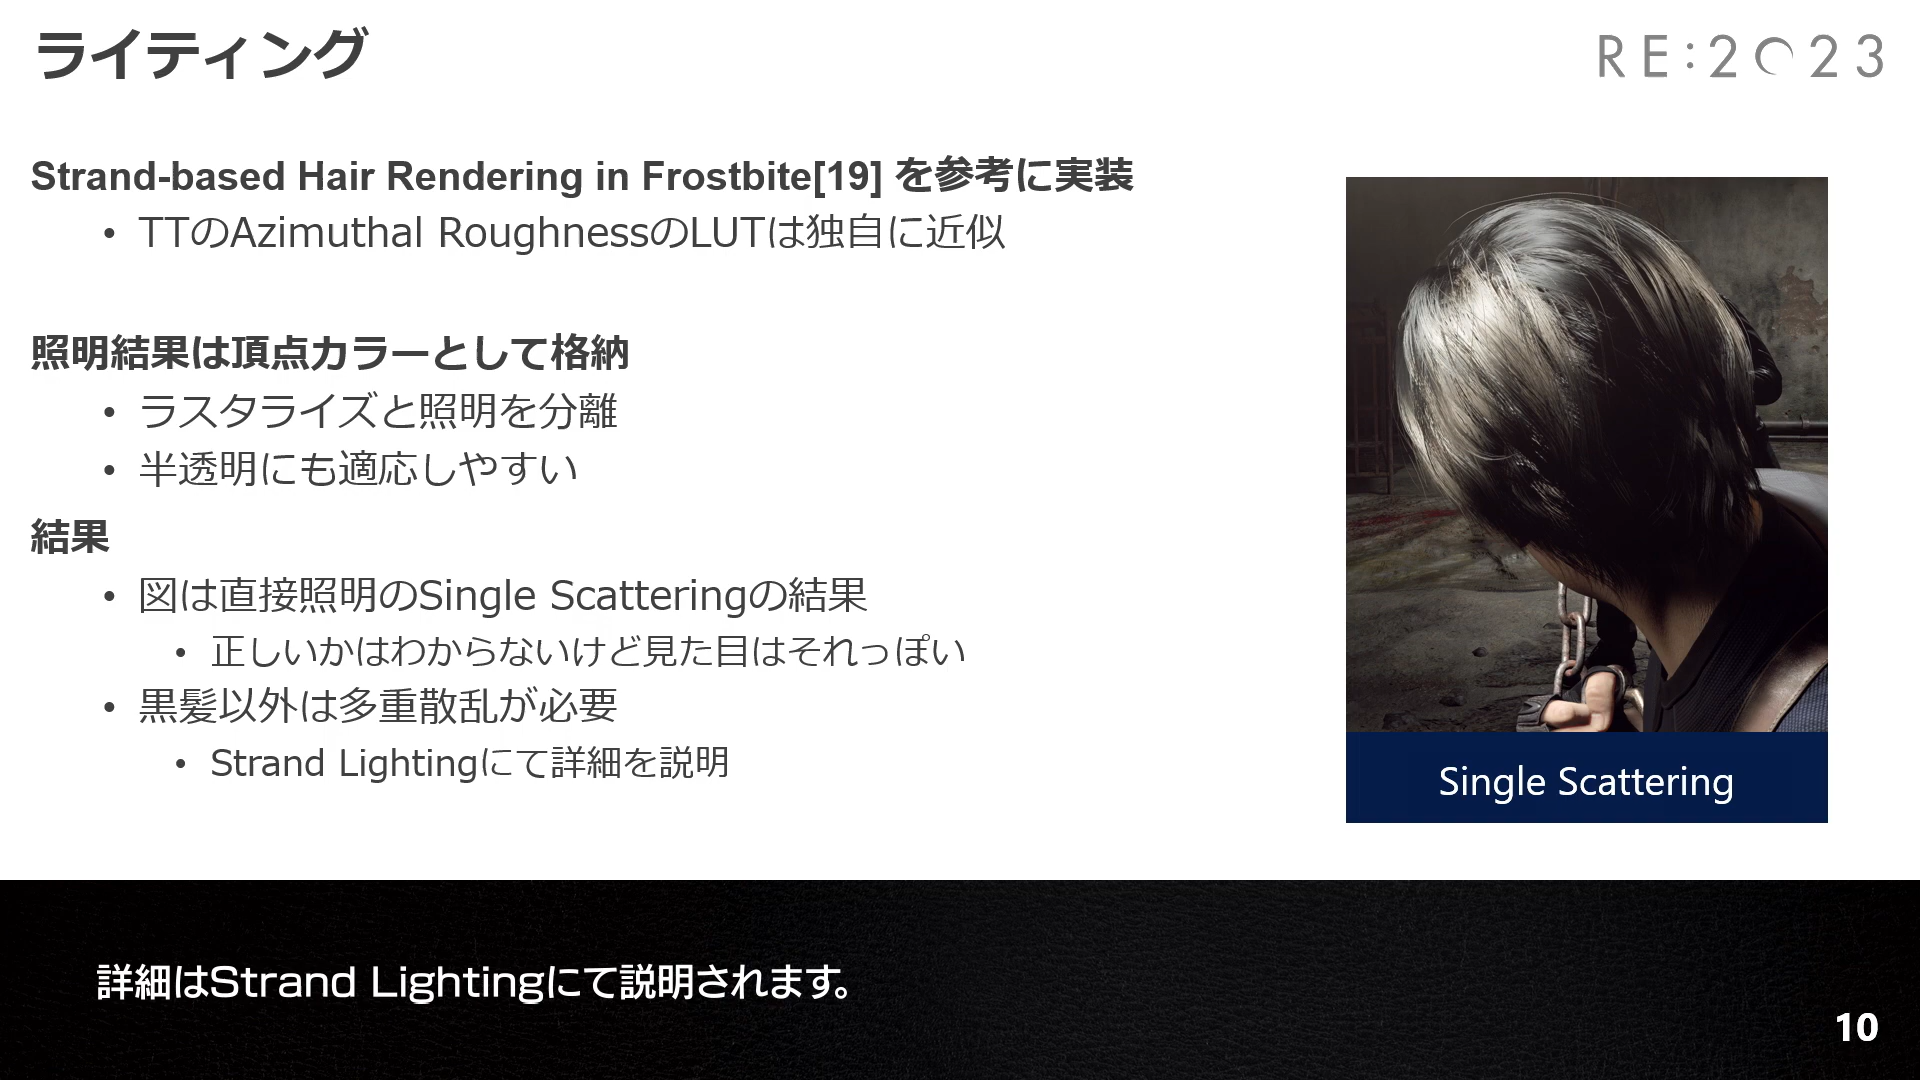 ライティング
RE:2023
Strand-based Hair Rendering in Frostbite[19] を参考に実装
• TTのAzimuthal RoughnessのLUTは独自に近似
照明結果は頂点カラーとして格納
• ラスタライズと照明を分離
• 半透明にも適応しやすい
結果
• 図は直接照明のSingle Scatteringの結果
• 正しいかはわからないけど見た目はそれっぽい
• 黒髪以外は多重散乱が必要
• Strand Lightingにて詳細を説明
Single Scattering
詳細はStrand Lightingにて説明されます。
10